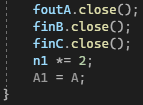 foutA.close();
finB.close();
finC.close();
n1 *= 2;
A1 = A;
}